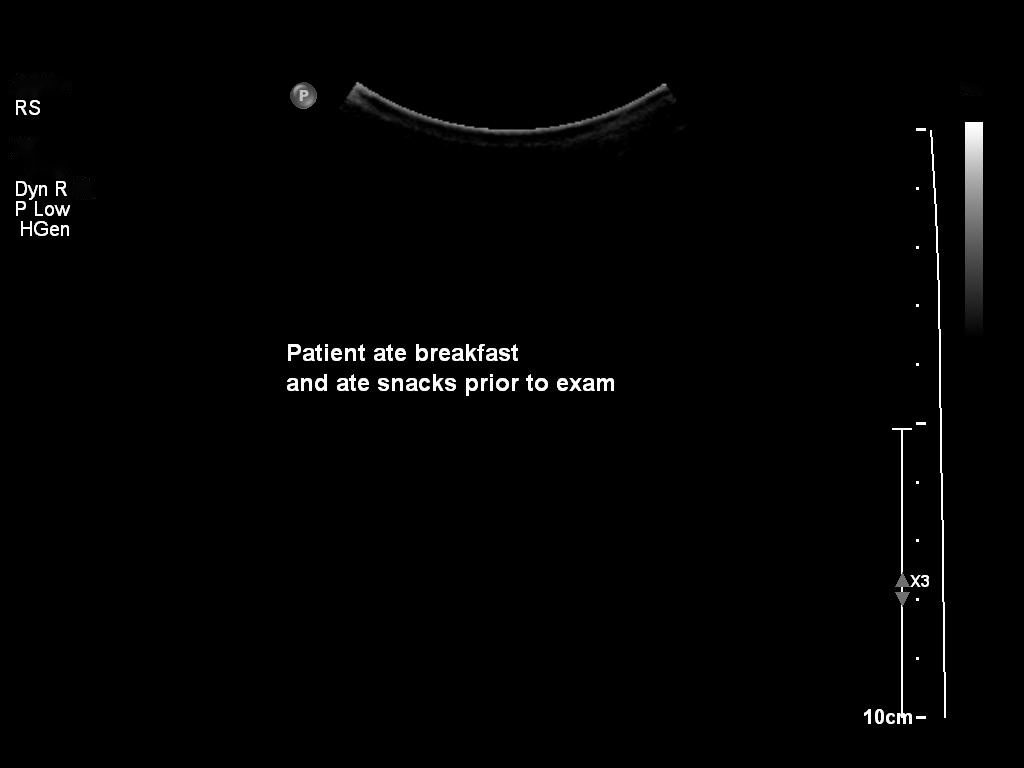 P
RS
Dyn R
P Low
HGen
Patient ate breakfast
and ate snacks prior to exam
X3
10cm